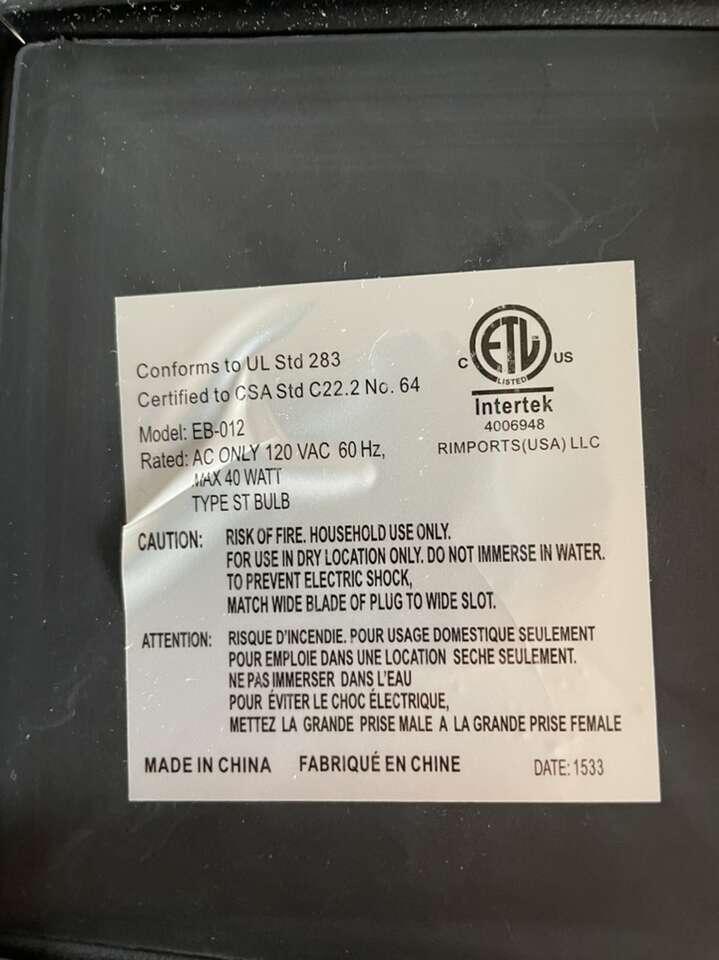 Conforms to UL Std 283
Certified to CSA Std C22.2 No. 64
C ETL US
LISTED
Intertek
4006948
RIMPORTS(USA) LLC
Model: EB-012
Rated: AC ONLY 120 VAC 60 Hz,
MAX 40 WATT
TYPE ST BULB
CAUTION: RISK OF FIRE. HOUSEHOLD USE ONLY.
FOR USE IN DRY LOCATION ONLY. DO NOT IMMERSE IN WATER.
TO PREVENT ELECTRIC SHOCK,
MATCH WIDE BLADE OF PLUG TO WIDE SLOT.
ATTENTION: RISQUE D'INCENDIE. POUR USAGE DOMESTIQUE SEULEMENT
POUR EMPLOIE DANS UNE LOCATION SECHE SEULEMENT.
NE PAS IMMERSER DANS L'EAU
POUR ÉVITER LE CHOC ÉLECTRIQUE,
METTEZ LA GRANDE PRISE MALE A LA GRANDE PRISE FEMALE
MADE IN CHINA FABRIQUÉ EN CHINE DATE: 1533